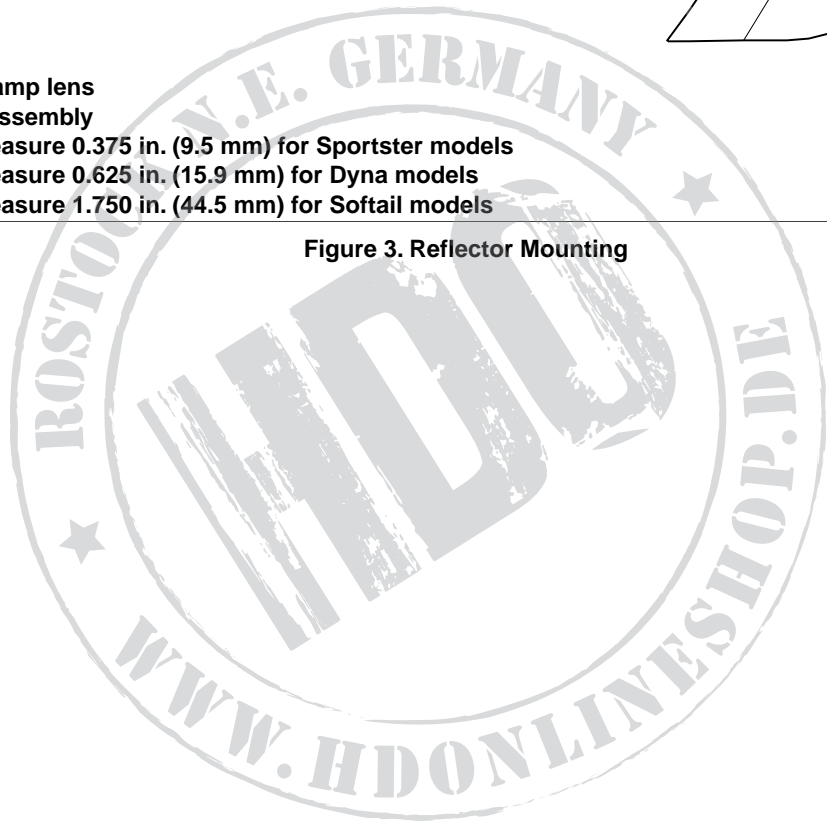 amp lens
ssembly
easure 0.375 in. (9.5 mm) for Sportster models
easure 0.625 in. (15.9 mm) for Dyna models
easure 1.750 in. (44.5 mm) for Softail models
Figure 3. Reflector Mounting
ROSTOCK N.E. GERMANY
HDO
WWW.HDONLINESHOP.DE